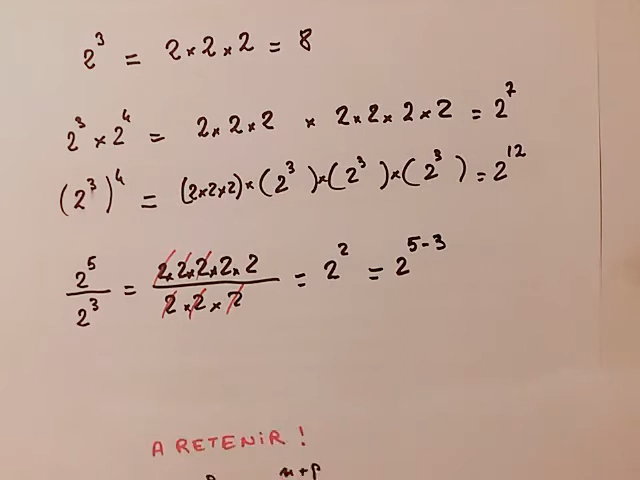 2³ = 2 × 2 × 2 = 8
2³ × 2⁴ = 2 × 2 × 2 × 2 × 2 × 2 × 2 = 2⁷
(2³)⁴ = (2×2×2) × (2³) × (2³) × (2³) = 2¹²
2⁵/2³ = 2×2×2×2×2/2×2×2 = 2² = 2⁵⁻³
A RETENIR !
n+p